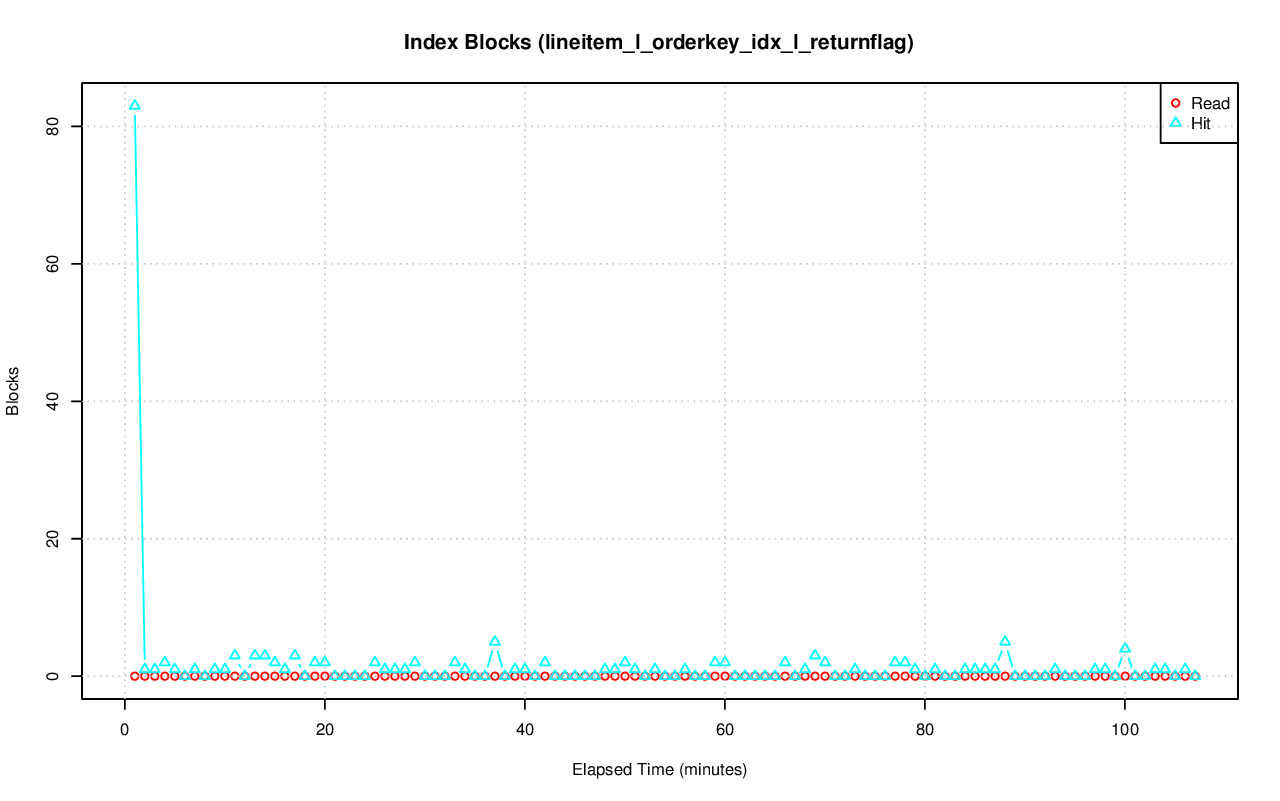 Index Blocks (lineitem_l_orderkey_idx_l_returnflag)
Read
Hit
Blocks
80
60
40
20
0
0 20 40 60 80 100
Elapsed Time (minutes)